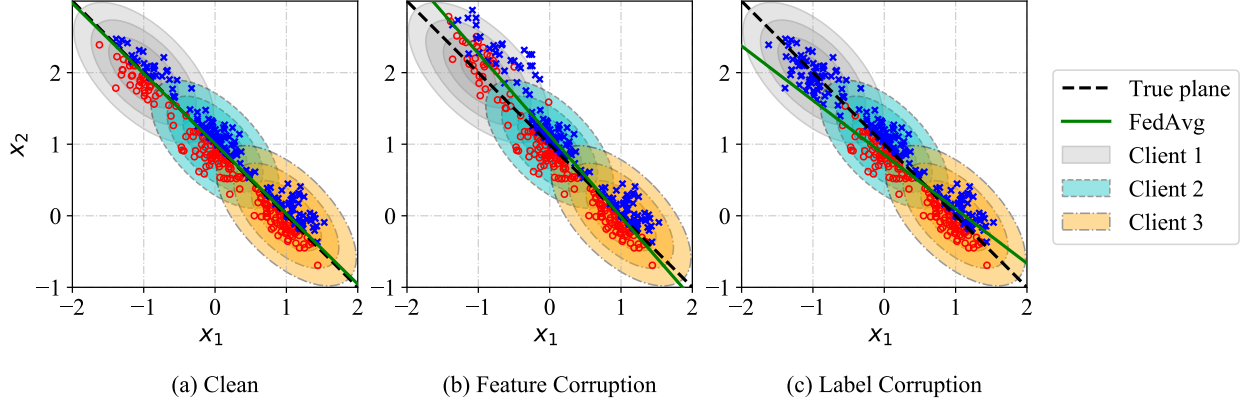 2
1
0
−1
−2
−1
0
1
2
x₂
x₁
(a) Clean
2
1
0
−1
−2
−1
0
1
2
x₁
(b) Feature Corruption
2
1
0
−1
−2
−1
0
1
2
x₁
(c) Label Corruption
True plane
FedAvg
Client 1
Client 2
Client 3